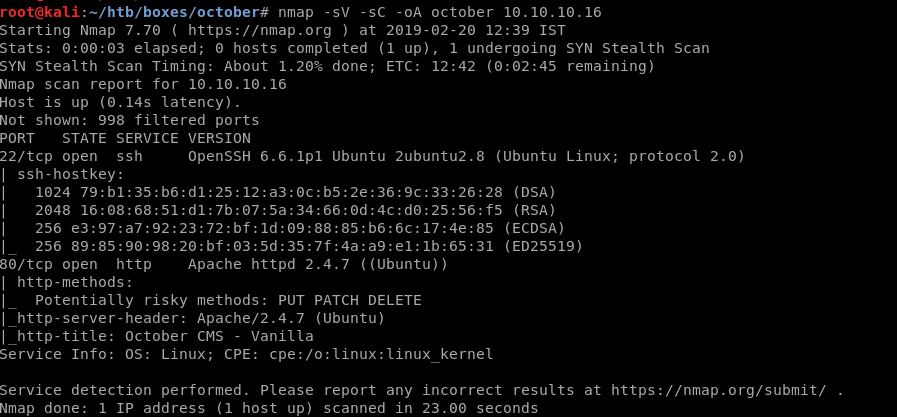 root@kali:~/htb/boxes/october# nmap -sV -sC -oA october 10.10.10.16
Starting Nmap 7.70 ( https://nmap.org ) at 2019-02-20 12:39 IST
Stats: 0:00:03 elapsed; 0 hosts completed (1 up), 1 undergoing SYN Stealth Scan
SYN Stealth Scan Timing: About 1.20% done; ETC: 12:42 (0:02:45 remaining)
Nmap scan report for 10.10.10.16
Host is up (0.14s latency).
Not shown: 998 filtered ports
PORT   STATE SERVICE VERSION
22/tcp open  ssh     OpenSSH 6.6.1p1 Ubuntu 2ubuntu2.8 (Ubuntu Linux; protocol 2.0)
| ssh-hostkey:
|   1024 79:b1:35:b6:d1:25:12:a3:0c:b5:2e:36:9c:33:26:28 (DSA)
|   2048 16:08:68:51:d1:7b:07:5a:34:66:0d:4c:d0:25:56:f5 (RSA)
|   256 e3:97:a7:92:23:72:bf:1d:09:88:85:b6:6c:17:4e:85 (ECDSA)
|_  256 89:85:90:98:20:bf:03:5d:35:7f:4a:a9:e1:1b:65:31 (ED25519)
80/tcp open  http    Apache httpd 2.4.7 ((Ubuntu))
| http-methods:
|_  Potentially risky methods: PUT PATCH DELETE
|_http-server-header: Apache/2.4.7 (Ubuntu)
|_http-title: October CMS - Vanilla
Service Info: OS: Linux; CPE: cpe:/o:linux:linux_kernel
Service detection performed. Please report any incorrect results at https://nmap.org/submit/ .
Nmap done: 1 IP address (1 host up) scanned in 23.00 seconds